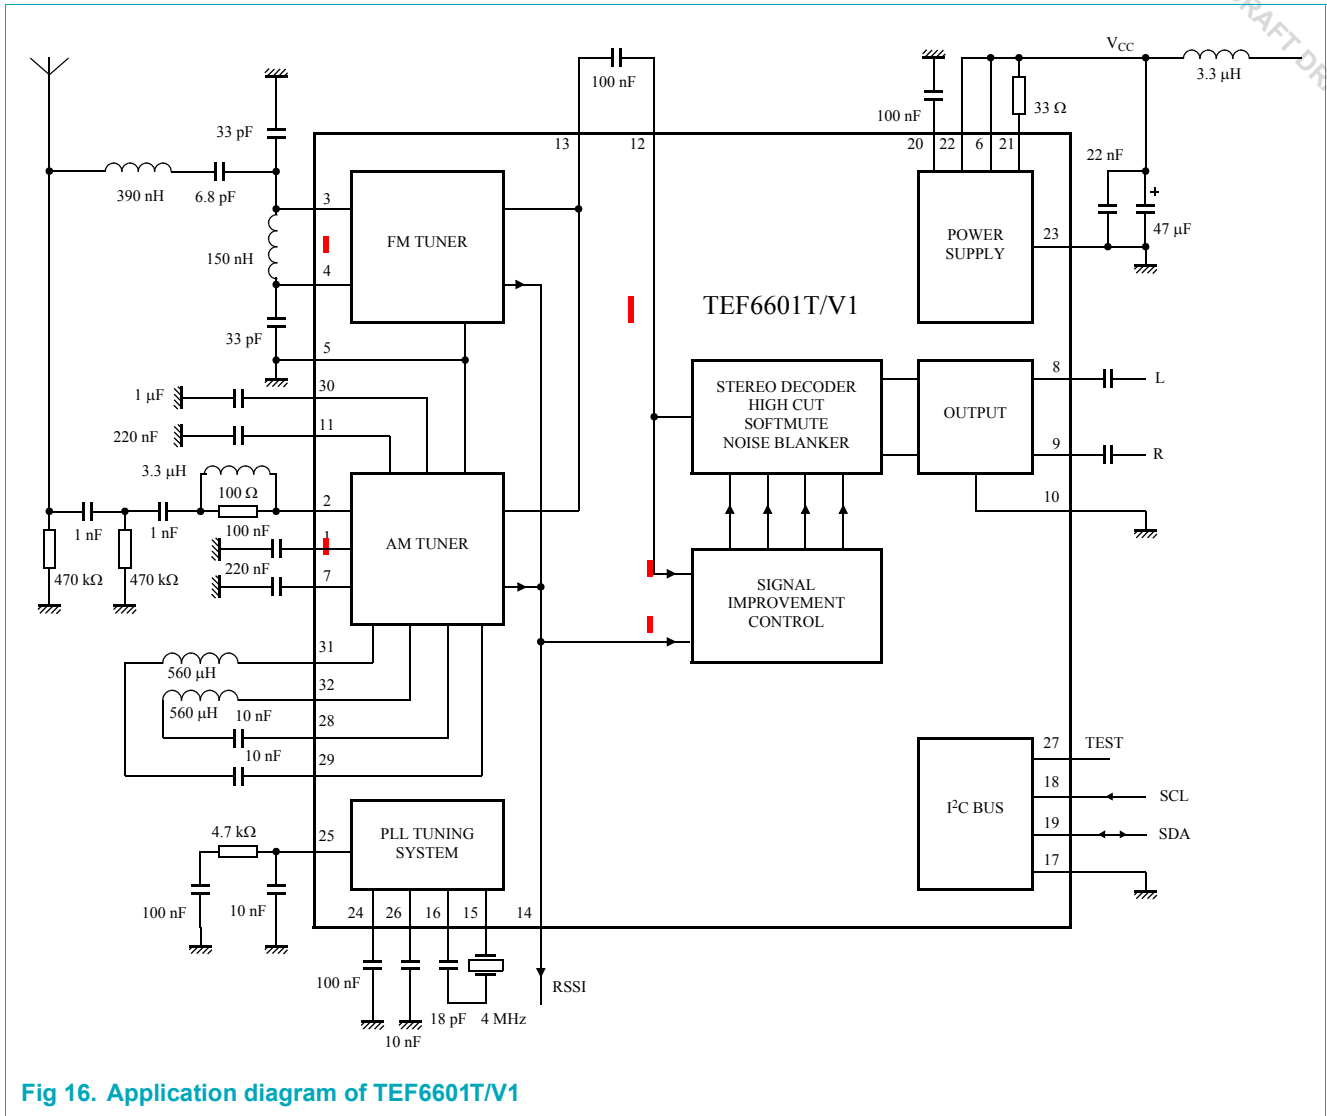 DRAFT DR
V_CC
3.3 µH
100 nF
100 nF
33 Ω
33 pF
13
12
20
22
6
21
22 nF
47 µF
+
390 nH
6.8 pF
3
FM TUNER
150 nH
4
POWER
SUPPLY
23
TEF6601T/V1
33 pF
5
30
1 µF
11
220 nF
STEREO DECODER
HIGH CUT
SOFTMUTE
NOISE BLANKER
OUTPUT
8
L
9
R
10
3.3 µH
100 Ω
2
1 nF
1 nF
100 nF
1
AM TUNER
470 kΩ
470 kΩ
220 nF
7
SIGNAL
IMPROVEMENT
CONTROL
31
560 µH
32
560 µH
10 nF
28
10 nF
29
27
TEST
18
SCL
I²C BUS
19
SDA
17
4.7 kΩ
25
PLL TUNING
SYSTEM
100 nF
10 nF
24
26
16
15
14
100 nF
RSSI
18 pF
4 MHz
10 nF
Fig 16. Application diagram of TEF6601T/V1